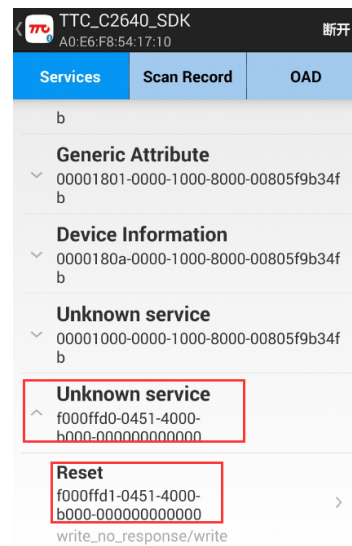 TTC_C2640_SDK
A0:E6:F8:54:17:10
断开
TTC
Services
Scan Record
OAD
b
Generic Attribute
00001801-0000-1000-8000-00805f9b34f
b
Device Information
0000180a-0000-1000-8000-00805f9b34f
b
Unknown service
00001000-0000-1000-8000-00805f9b34f
b
Unknown service
f000ffd0-0451-4000-
b000-000000000000
Reset
f000ffd1-0451-4000-
b000-000000000000
write_no_response/write